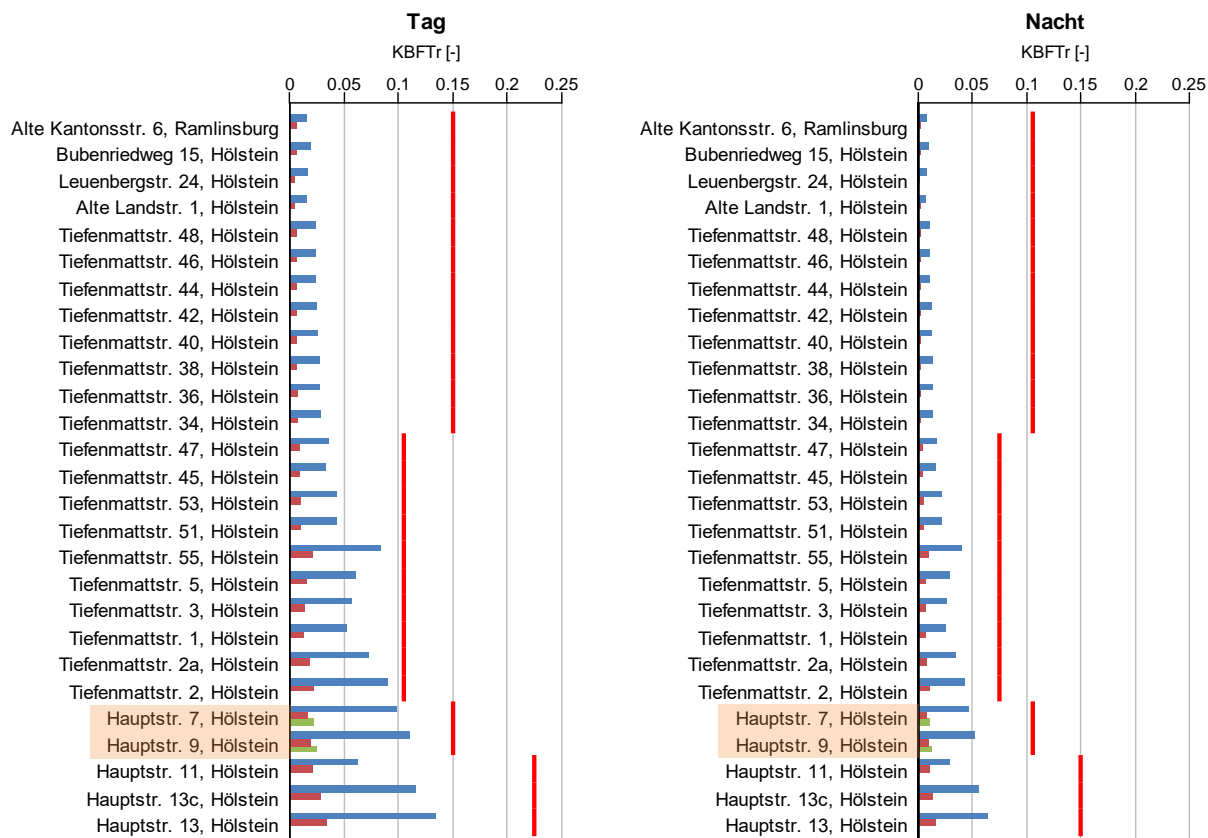 Tag
KBFTr [-]
0 0.05 0.1 0.15 0.2 0.25
Alte Kantonsstr. 6, Ramlinsburg
Bubenriedweg 15, Hölstein
Leuenbergstr. 24, Hölstein
Alte Landstr. 1, Hölstein
Tiefenmattstr. 48, Hölstein
Tiefenmattstr. 46, Hölstein
Tiefenmattstr. 44, Hölstein
Tiefenmattstr. 42, Hölstein
Tiefenmattstr. 40, Hölstein
Tiefenmattstr. 38, Hölstein
Tiefenmattstr. 36, Hölstein
Tiefenmattstr. 34, Hölstein
Tiefenmattstr. 47, Hölstein
Tiefenmattstr. 45, Hölstein
Tiefenmattstr. 53, Hölstein
Tiefenmattstr. 51, Hölstein
Tiefenmattstr. 55, Hölstein
Tiefenmattstr. 5, Hölstein
Tiefenmattstr. 3, Hölstein
Tiefenmattstr. 1, Hölstein
Tiefenmattstr. 2a, Hölstein
Tiefenmattstr. 2, Hölstein
Hauptstr. 7, Hölstein
Hauptstr. 9, Hölstein
Hauptstr. 11, Hölstein
Hauptstr. 13c, Hölstein
Hauptstr. 13, Hölstein
Nacht
KBFTr [-]
0 0.05 0.1 0.15 0.2 0.25
Alte Kantonsstr. 6, Ramlinsburg
Bubenriedweg 15, Hölstein
Leuenbergstr. 24, Hölstein
Alte Landstr. 1, Hölstein
Tiefenmattstr. 48, Hölstein
Tiefenmattstr. 46, Hölstein
Tiefenmattstr. 44, Hölstein
Tiefenmattstr. 42, Hölstein
Tiefenmattstr. 40, Hölstein
Tiefenmattstr. 38, Hölstein
Tiefenmattstr. 36, Hölstein
Tiefenmattstr. 34, Hölstein
Tiefenmattstr. 47, Hölstein
Tiefenmattstr. 45, Hölstein
Tiefenmattstr. 53, Hölstein
Tiefenmattstr. 51, Hölstein
Tiefenmattstr. 55, Hölstein
Tiefenmattstr. 5, Hölstein
Tiefenmattstr. 3, Hölstein
Tiefenmattstr. 1, Hölstein
Tiefenmattstr. 2a, Hölstein
Tiefenmattstr. 2, Hölstein
Hauptstr. 7, Hölstein
Hauptstr. 9, Hölstein
Hauptstr. 11, Hölstein
Hauptstr. 13c, Hölstein
Hauptstr. 13, Hölstein